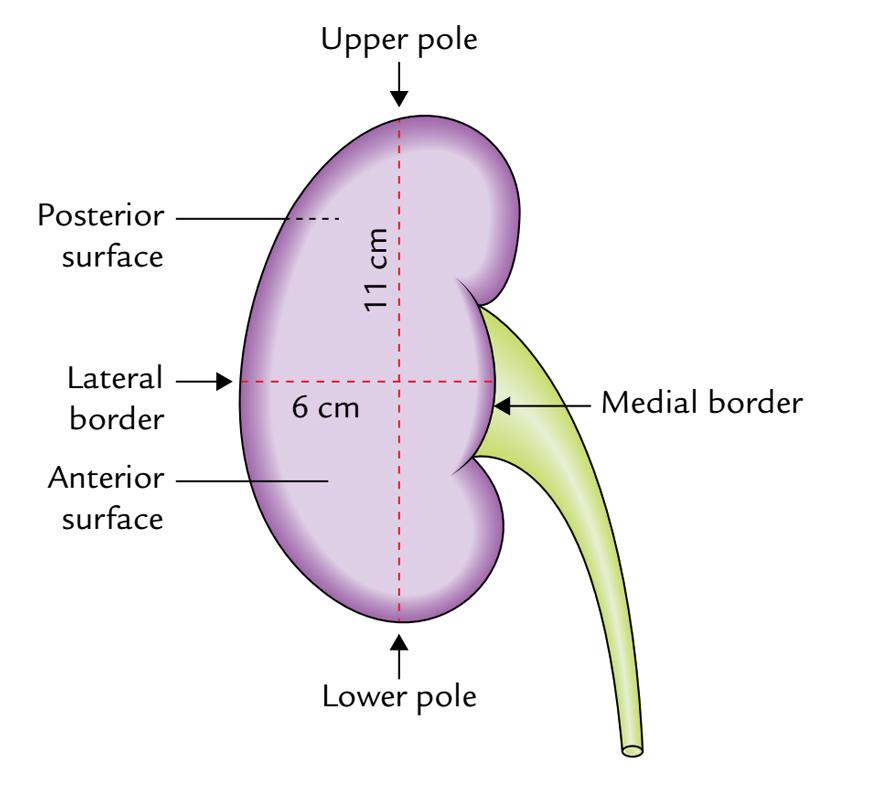 Upper pole
Posterior
surface
11 cm
Lateral
border
6 cm
Medial border
Anterior
surface
Lower pole